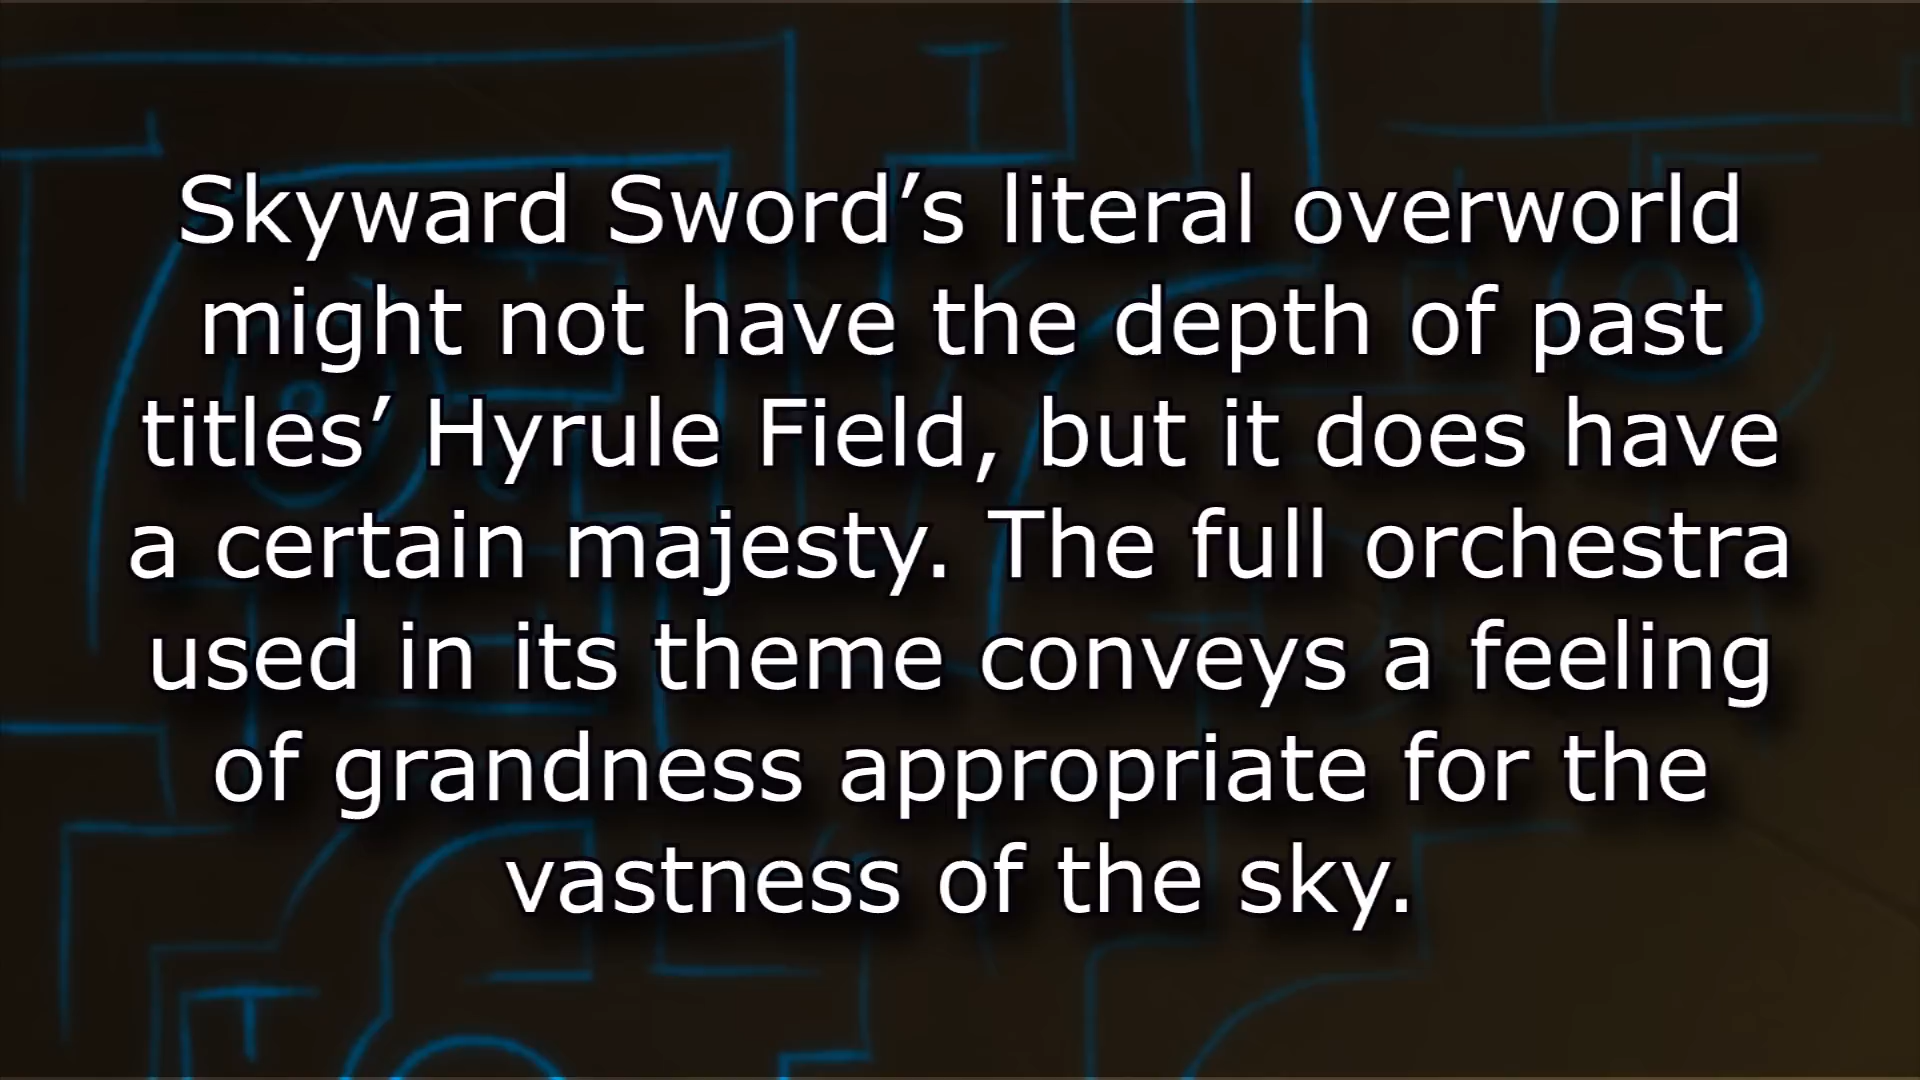 Skyward Sword’s literal overworld
might not have the depth of past
titles’ Hyrule Field, but it does have
a certain majesty. The full orchestra
used in its theme conveys a feeling
of grandness appropriate for the
vastness of the sky.